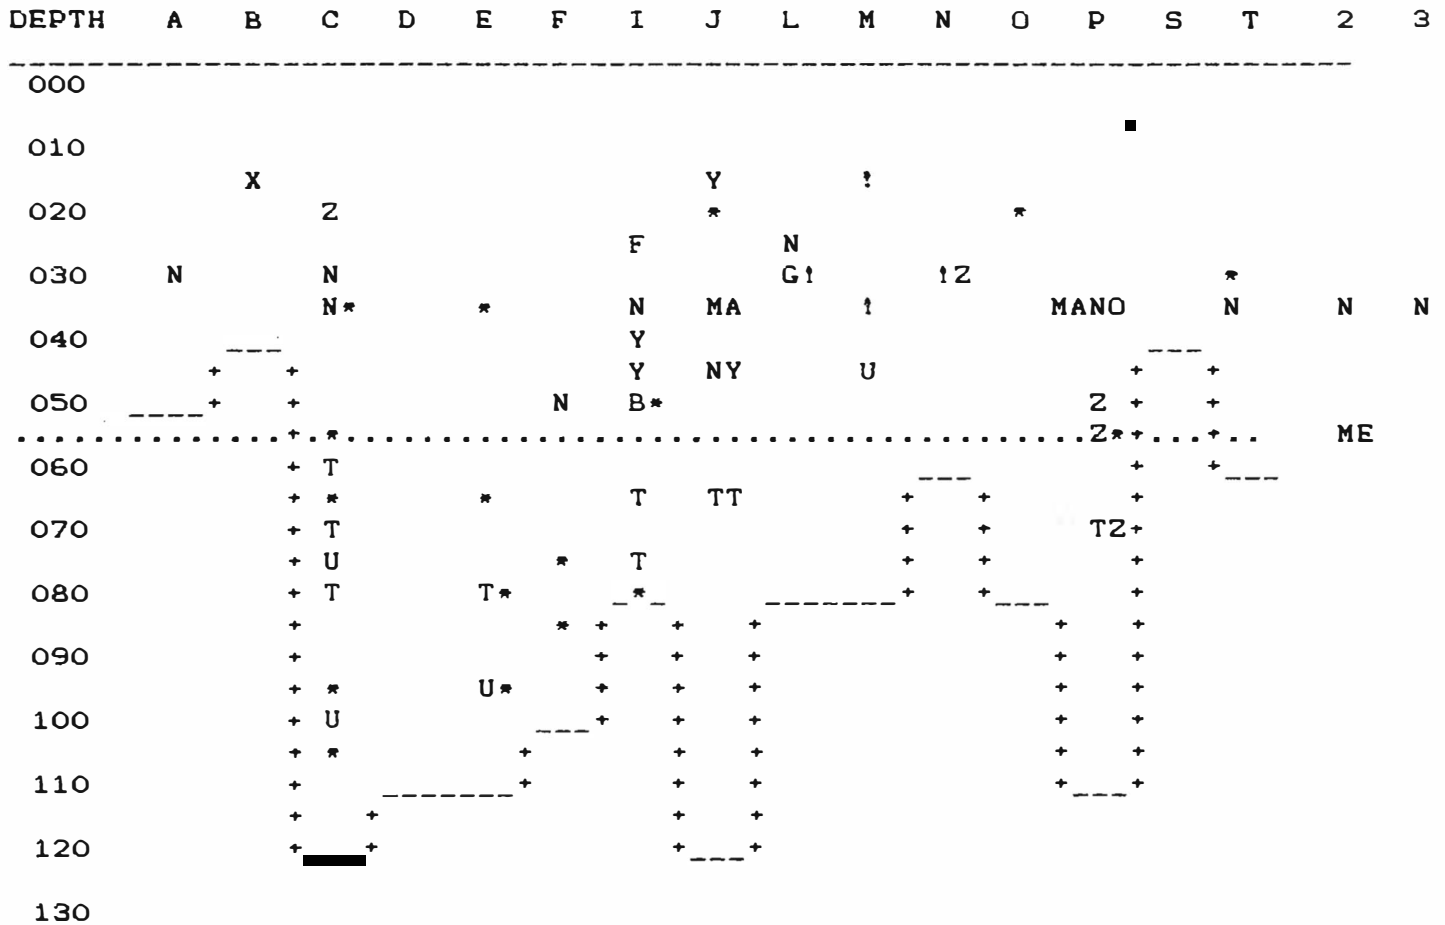 DEPTH A B C D E F I J L M N O P S T 2 3
----------------------------------------------------------------------
000
010
X Y !
020 Z * *
F N
030 N N G! !Z *
N* * N MA ! MANO N N N
040 Y
--- ---
+ + Y NY U + +
050 + + N B* Z + +
----
+ * Z* + + ME
060 + T + +
--- ---
+ * * T TT + + +
070 + T + + TZ +
+ U * T + + +
080 + T T* * + + +
- - ------- ---
+ * + + + + +
090 + + + + + +
+ * U* + + + + +
100 + U + + + + +
---
+ * + + + + +
110 + + + + + +
------- ---
+ + + +
120 + + + +
---
130